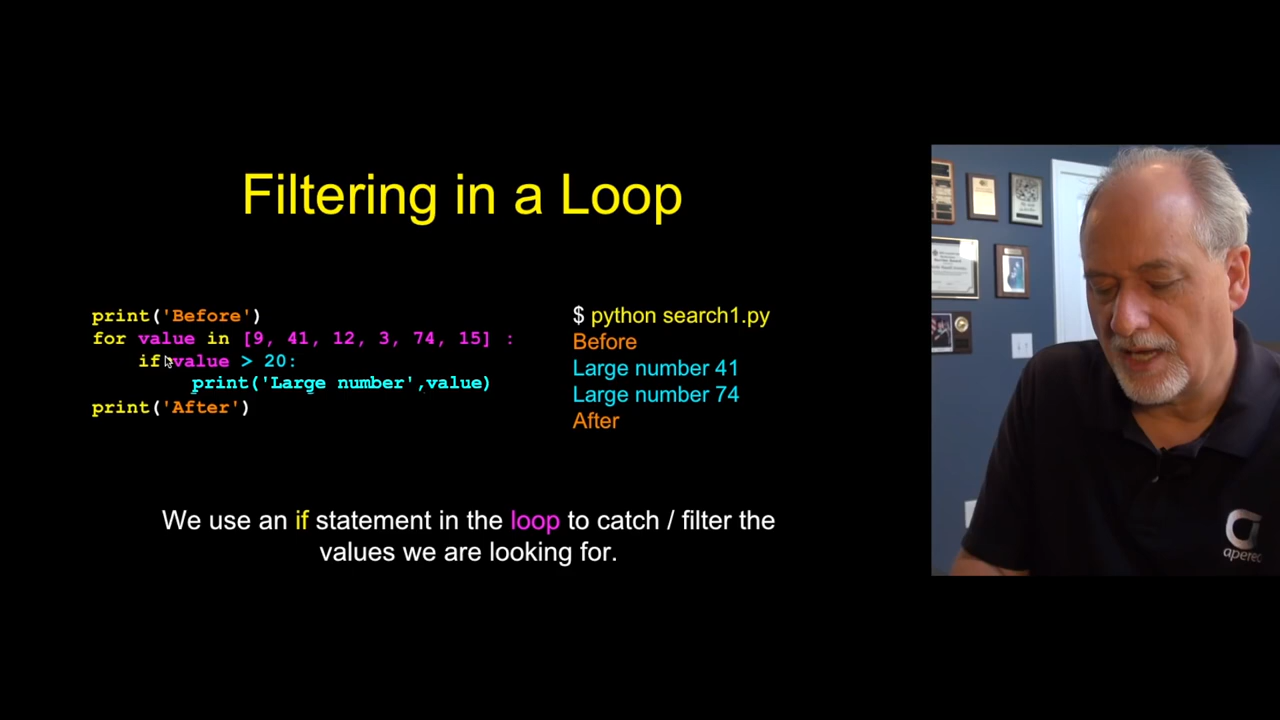 Filtering in a Loop
print('Before')
for value in [9, 41, 12, 3, 74, 15] :
if value > 20:
print('Large number',value)
print('After')
$ python search1.py
Before
Large number 41
Large number 74
After
We use an if statement in the loop to catch / filter the
values we are looking for.